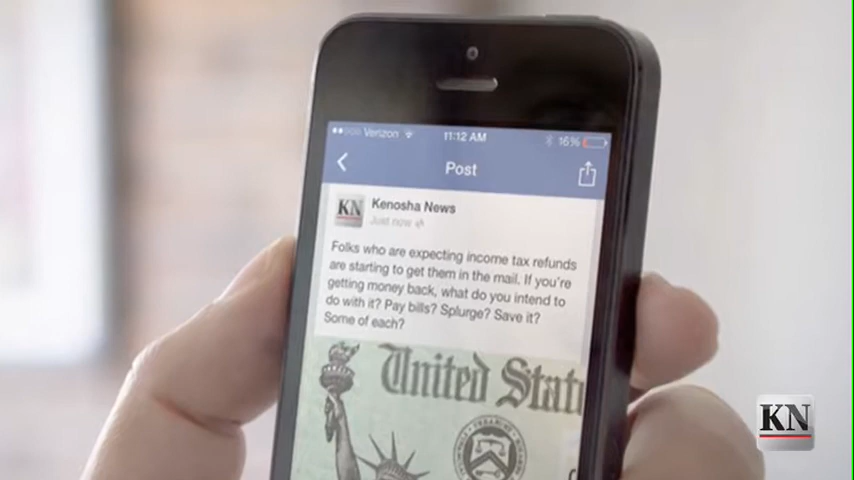 Verizon 11:12 AM 16%
Post
KN Kenosha News
Just now
Folks who are expecting income tax refunds
are starting to get them in the mail. If you're
getting money back, what do you intend to
do with it? Pay bills? Splurge? Save it?
Some of each?
United Stat
KN